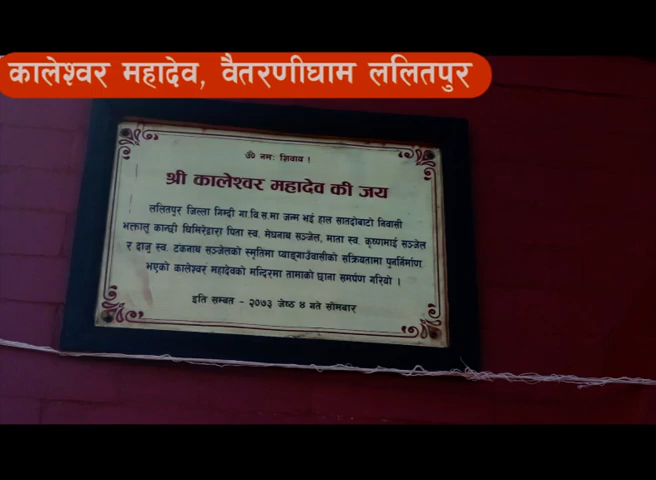 कालेश्वर महादेव, वैतरणीघाम ललितपुर
ॐ नमः शिवाय ।
श्री कालेश्वर महादेव की जय
ललितपुर जिल्ला गिम्दी गा.वि.स.मा जन्म भई हाल सातदोबाटो निवासी
भक्तालु कान्छी घिमिरेद्वारा पिता स्व. मेघनाथ सञ्जेल, माता स्व. कृष्णमाई सञ्जेल
र दाजु स्व. टंकनाथ सञ्जेलको स्मृतिमा प्याङ्गाउँवासीको सक्रियतामा पुनर्निर्माण
भएको कालेश्वर महादेवको मन्दिरमा तामाको छाना समर्पण गरियो ।
इति सम्बत - २०७३ जेष्ठ ४ गते सोमबार